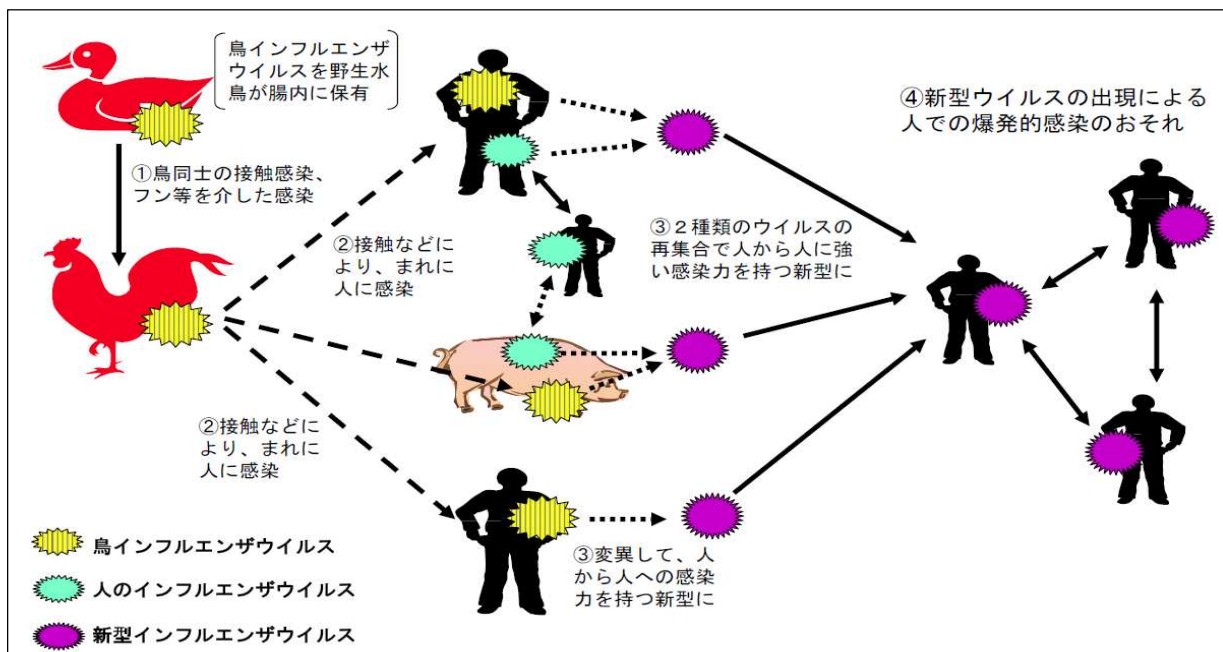 鳥インフルエンザ
ウイルスを野生水
鳥が腸内に保有
①鳥同士の接触感染、
フン等を介した感染
②接触などに
より、まれに
人に感染
③２種類のウイルスの
再集合で人から人に強
い感染力を持つ新型に
④新型ウイルスの出現による
人での爆発的感染のおそれ
②接触などに
より、まれに
人に感染
③変異して、人
から人への感染
力を持つ新型に
鳥インフルエンザウイルス
人のインフルエンザウイルス
新型インフルエンザウイルス